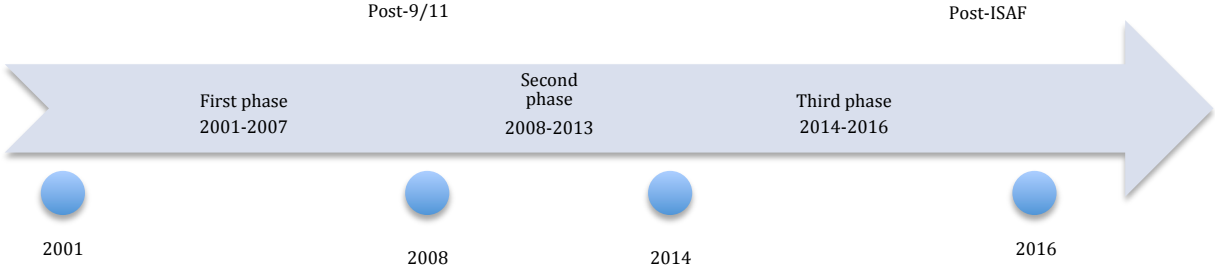 Post-9/11
Post-ISAF
First phase
2001-2007
Second
phase
2008-2013
Third phase
2014-2016
2001
2008
2014
2016